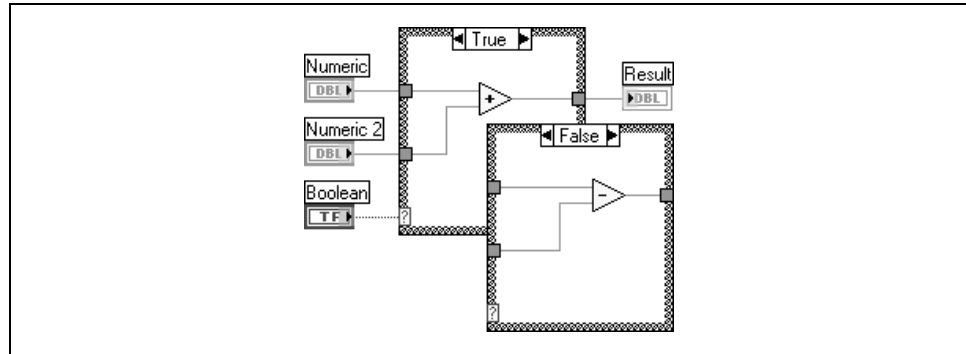 True
Numeric
DBL
+
Result
DBL
Numeric 2
DBL
False
Boolean
TF
?
-
?